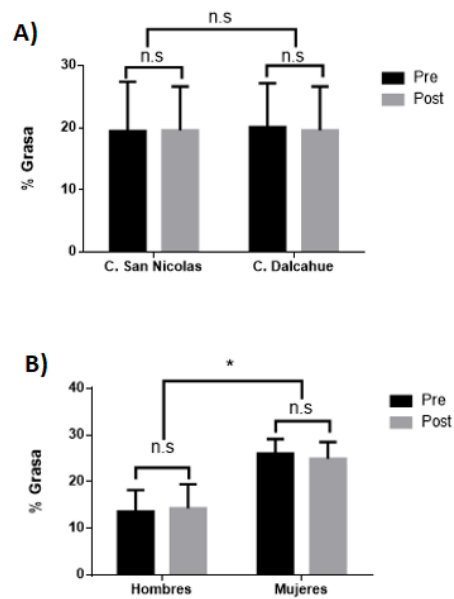 A)
n.s
n.s
n.s
30
20
10
0
% Grasa
Pre
Post
C. San Nicolas
C. Dalcahue
B)
*
n.s
n.s
40
30
20
10
0
% Grasa
Pre
Post
Hombres
Mujeres